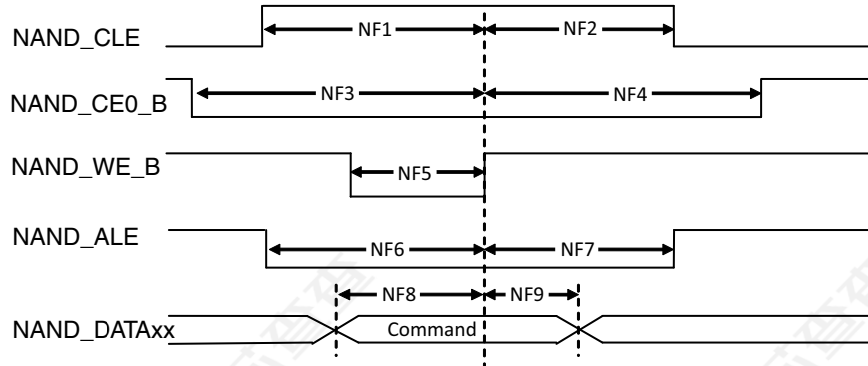 NAND_CLE
NF1 NF2
NAND_CE0_B
NF3 NF4
NAND_WE_B
NF5
NAND_ALE
NF6 NF7
NF8 NF9
NAND_DATAxx
Command